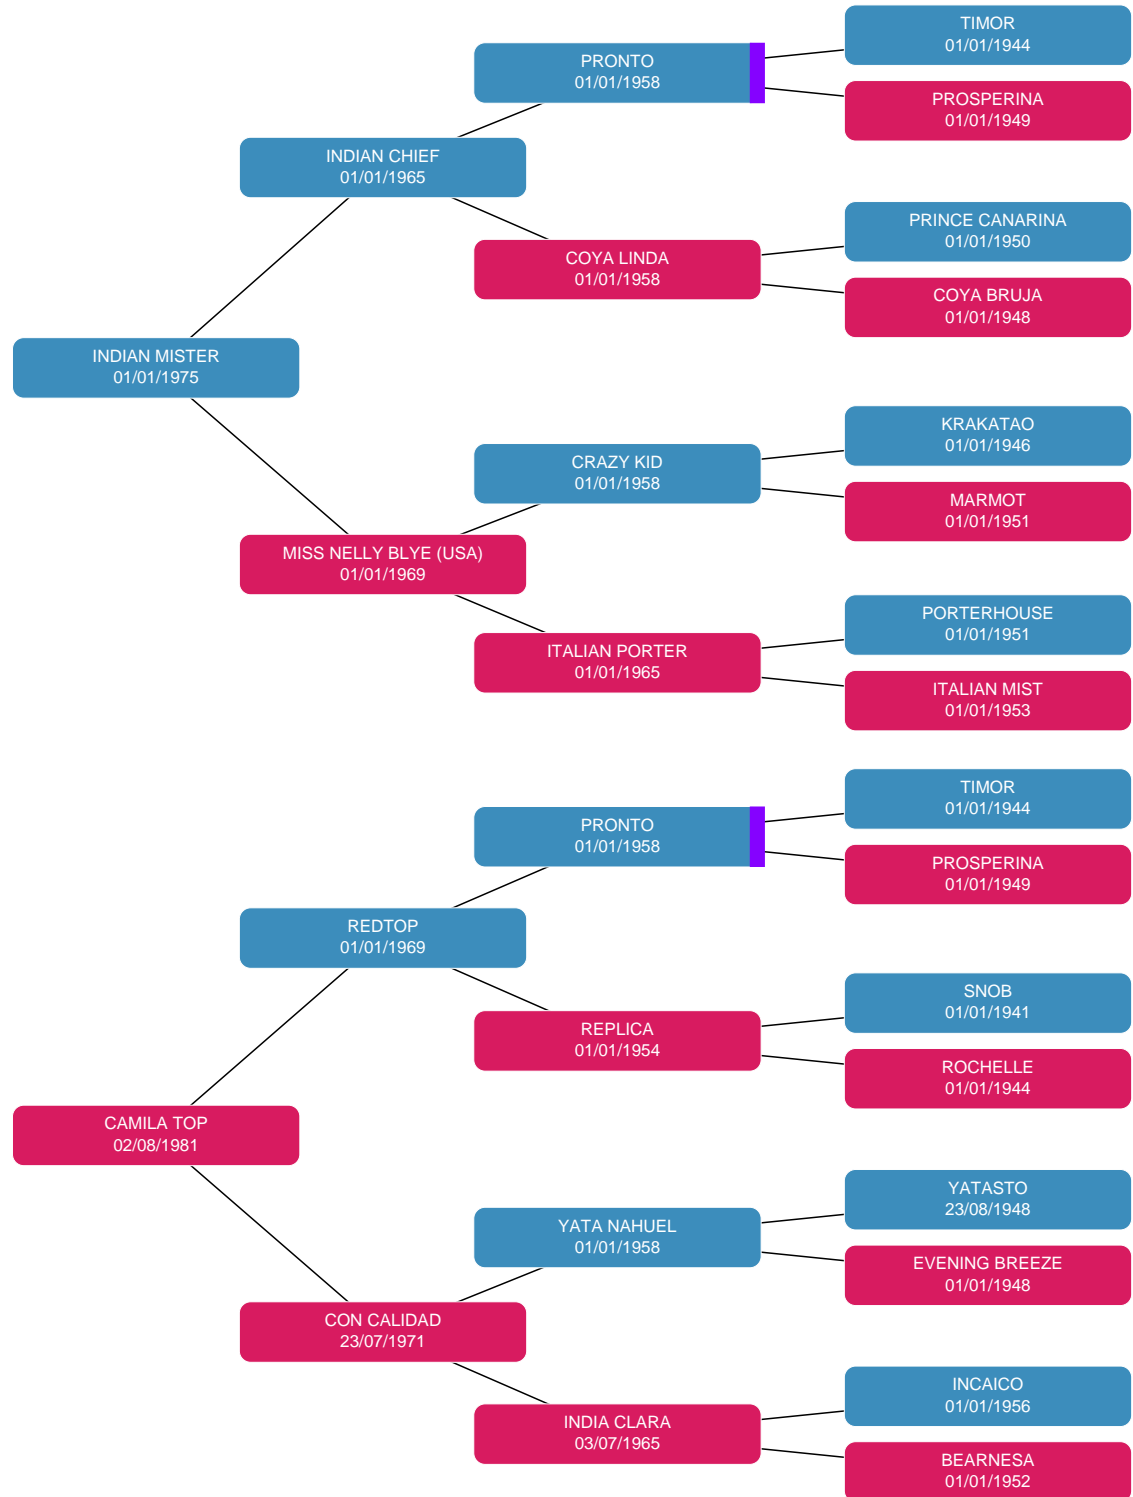 TIMOR
01/01/1944
PRONTO
01/01/1958
PROSPERINA
01/01/1949
INDIAN CHIEF
01/01/1965
PRINCE CANARINA
01/01/1950
COYA LINDA
01/01/1958
COYA BRUJA
01/01/1948
INDIAN MISTER
01/01/1975
KRAKATAO
01/01/1946
CRAZY KID
01/01/1958
MARMOT
01/01/1951
MISS NELLY BLYE (USA)
01/01/1969
PORTERHOUSE
01/01/1951
ITALIAN PORTER
01/01/1965
ITALIAN MIST
01/01/1953
TIMOR
01/01/1944
PRONTO
01/01/1958
PROSPERINA
01/01/1949
REDTOP
01/01/1969
SNOB
01/01/1941
REPLICA
01/01/1954
ROCHELLE
01/01/1944
CAMILA TOP
02/08/1981
YATASTO
23/08/1948
YATA NAHUEL
01/01/1958
EVENING BREEZE
01/01/1948
CON CALIDAD
23/07/1971
INCAICO
01/01/1956
INDIA CLARA
03/07/1965
BEARNESA
01/01/1952